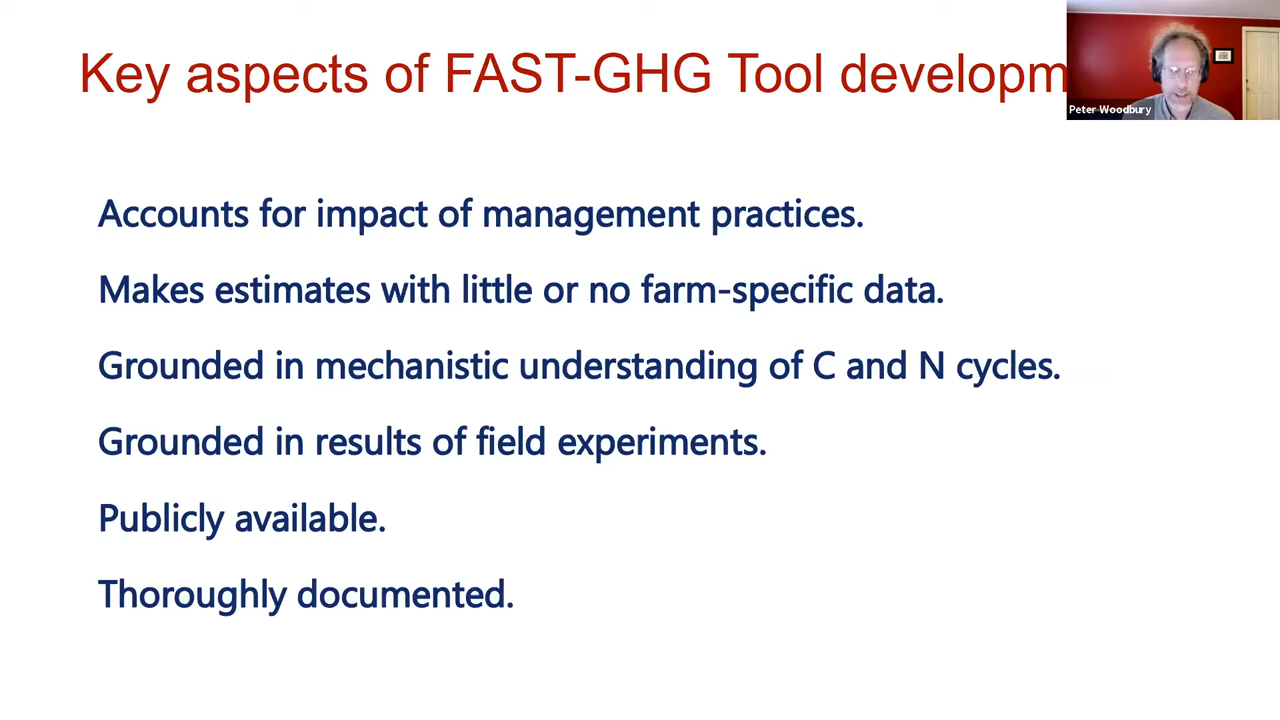 Key aspects of FAST-GHG Tool developm
Peter Woodbury
Accounts for impact of management practices.
Makes estimates with little or no farm-specific data.
Grounded in mechanistic understanding of C and N cycles.
Grounded in results of field experiments.
Publicly available.
Thoroughly documented.